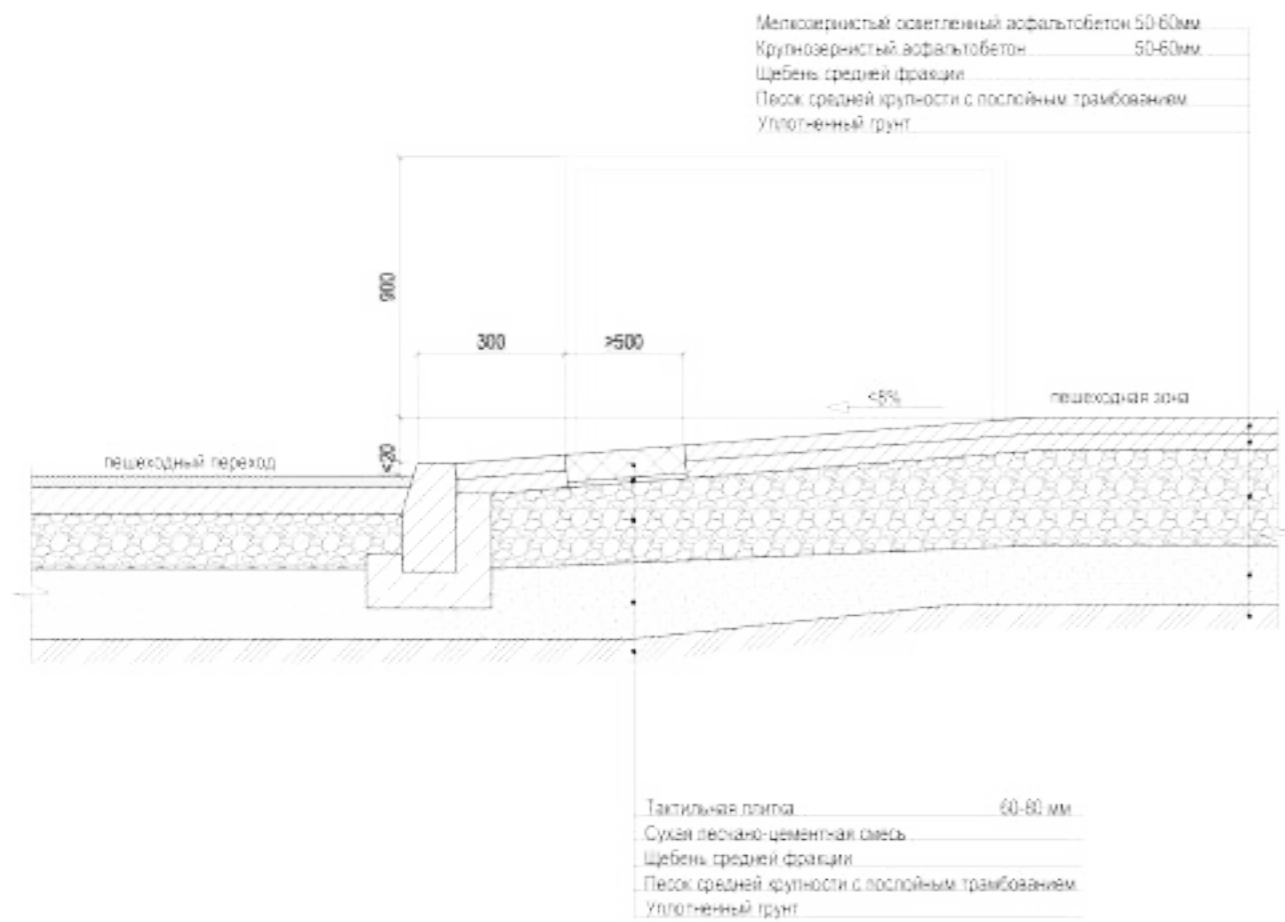 Мелкозернистый осветленный асфальтобетон 50-60мм
Крупнозернистый асфальтобетон 50-60мм
Щебень средней фракции
Песок средней крупности с послойным трамбованием
Уплотненный грунт
900
300
>500
<8%
пешеходная зона
<20
пешеходный переход
Тактильная плитка 60-80 мм
Сухая песчано-цементная смесь
Щебень средней фракции
Песок средней крупности с послойным трамбованием
Уплотненный грунт